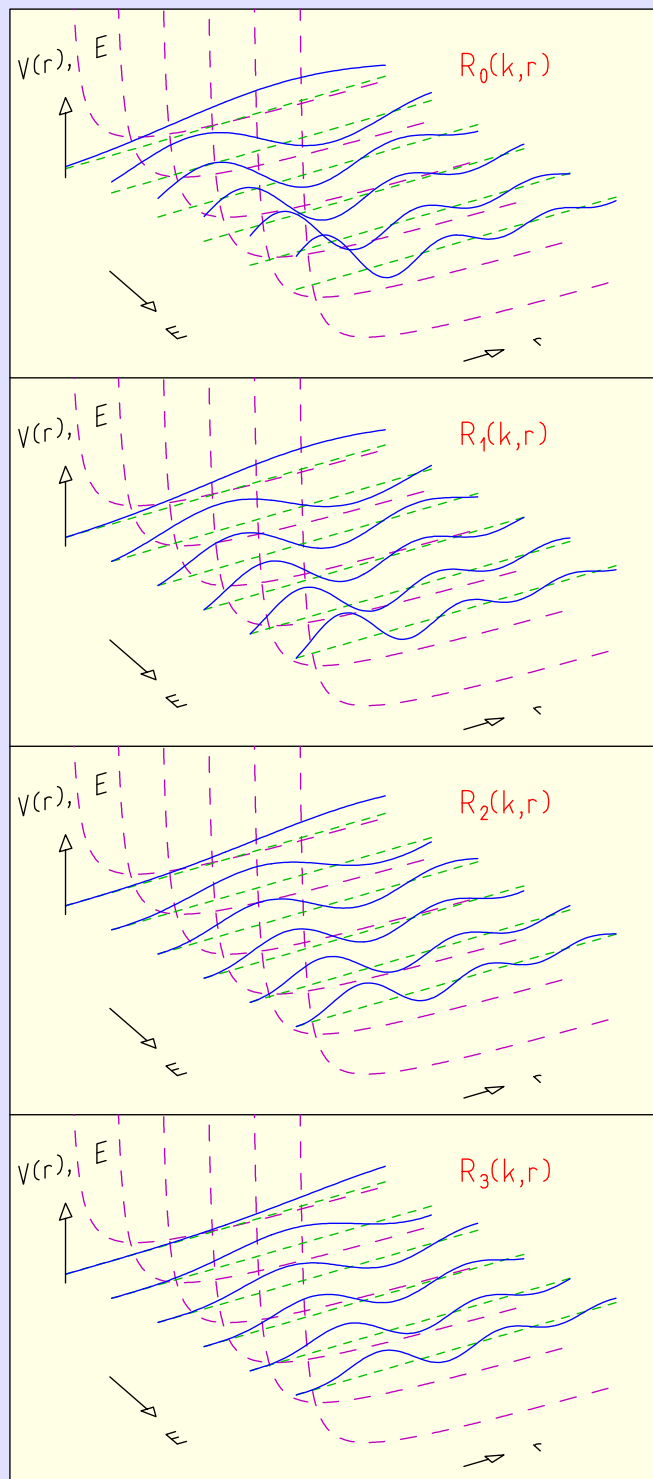 V(r), E
R₀(k,r)
E
r
V(r), E
R₁(k,r)
E
r
V(r), E
R₂(k,r)
E
r
V(r), E
R₃(k,r)
E
r